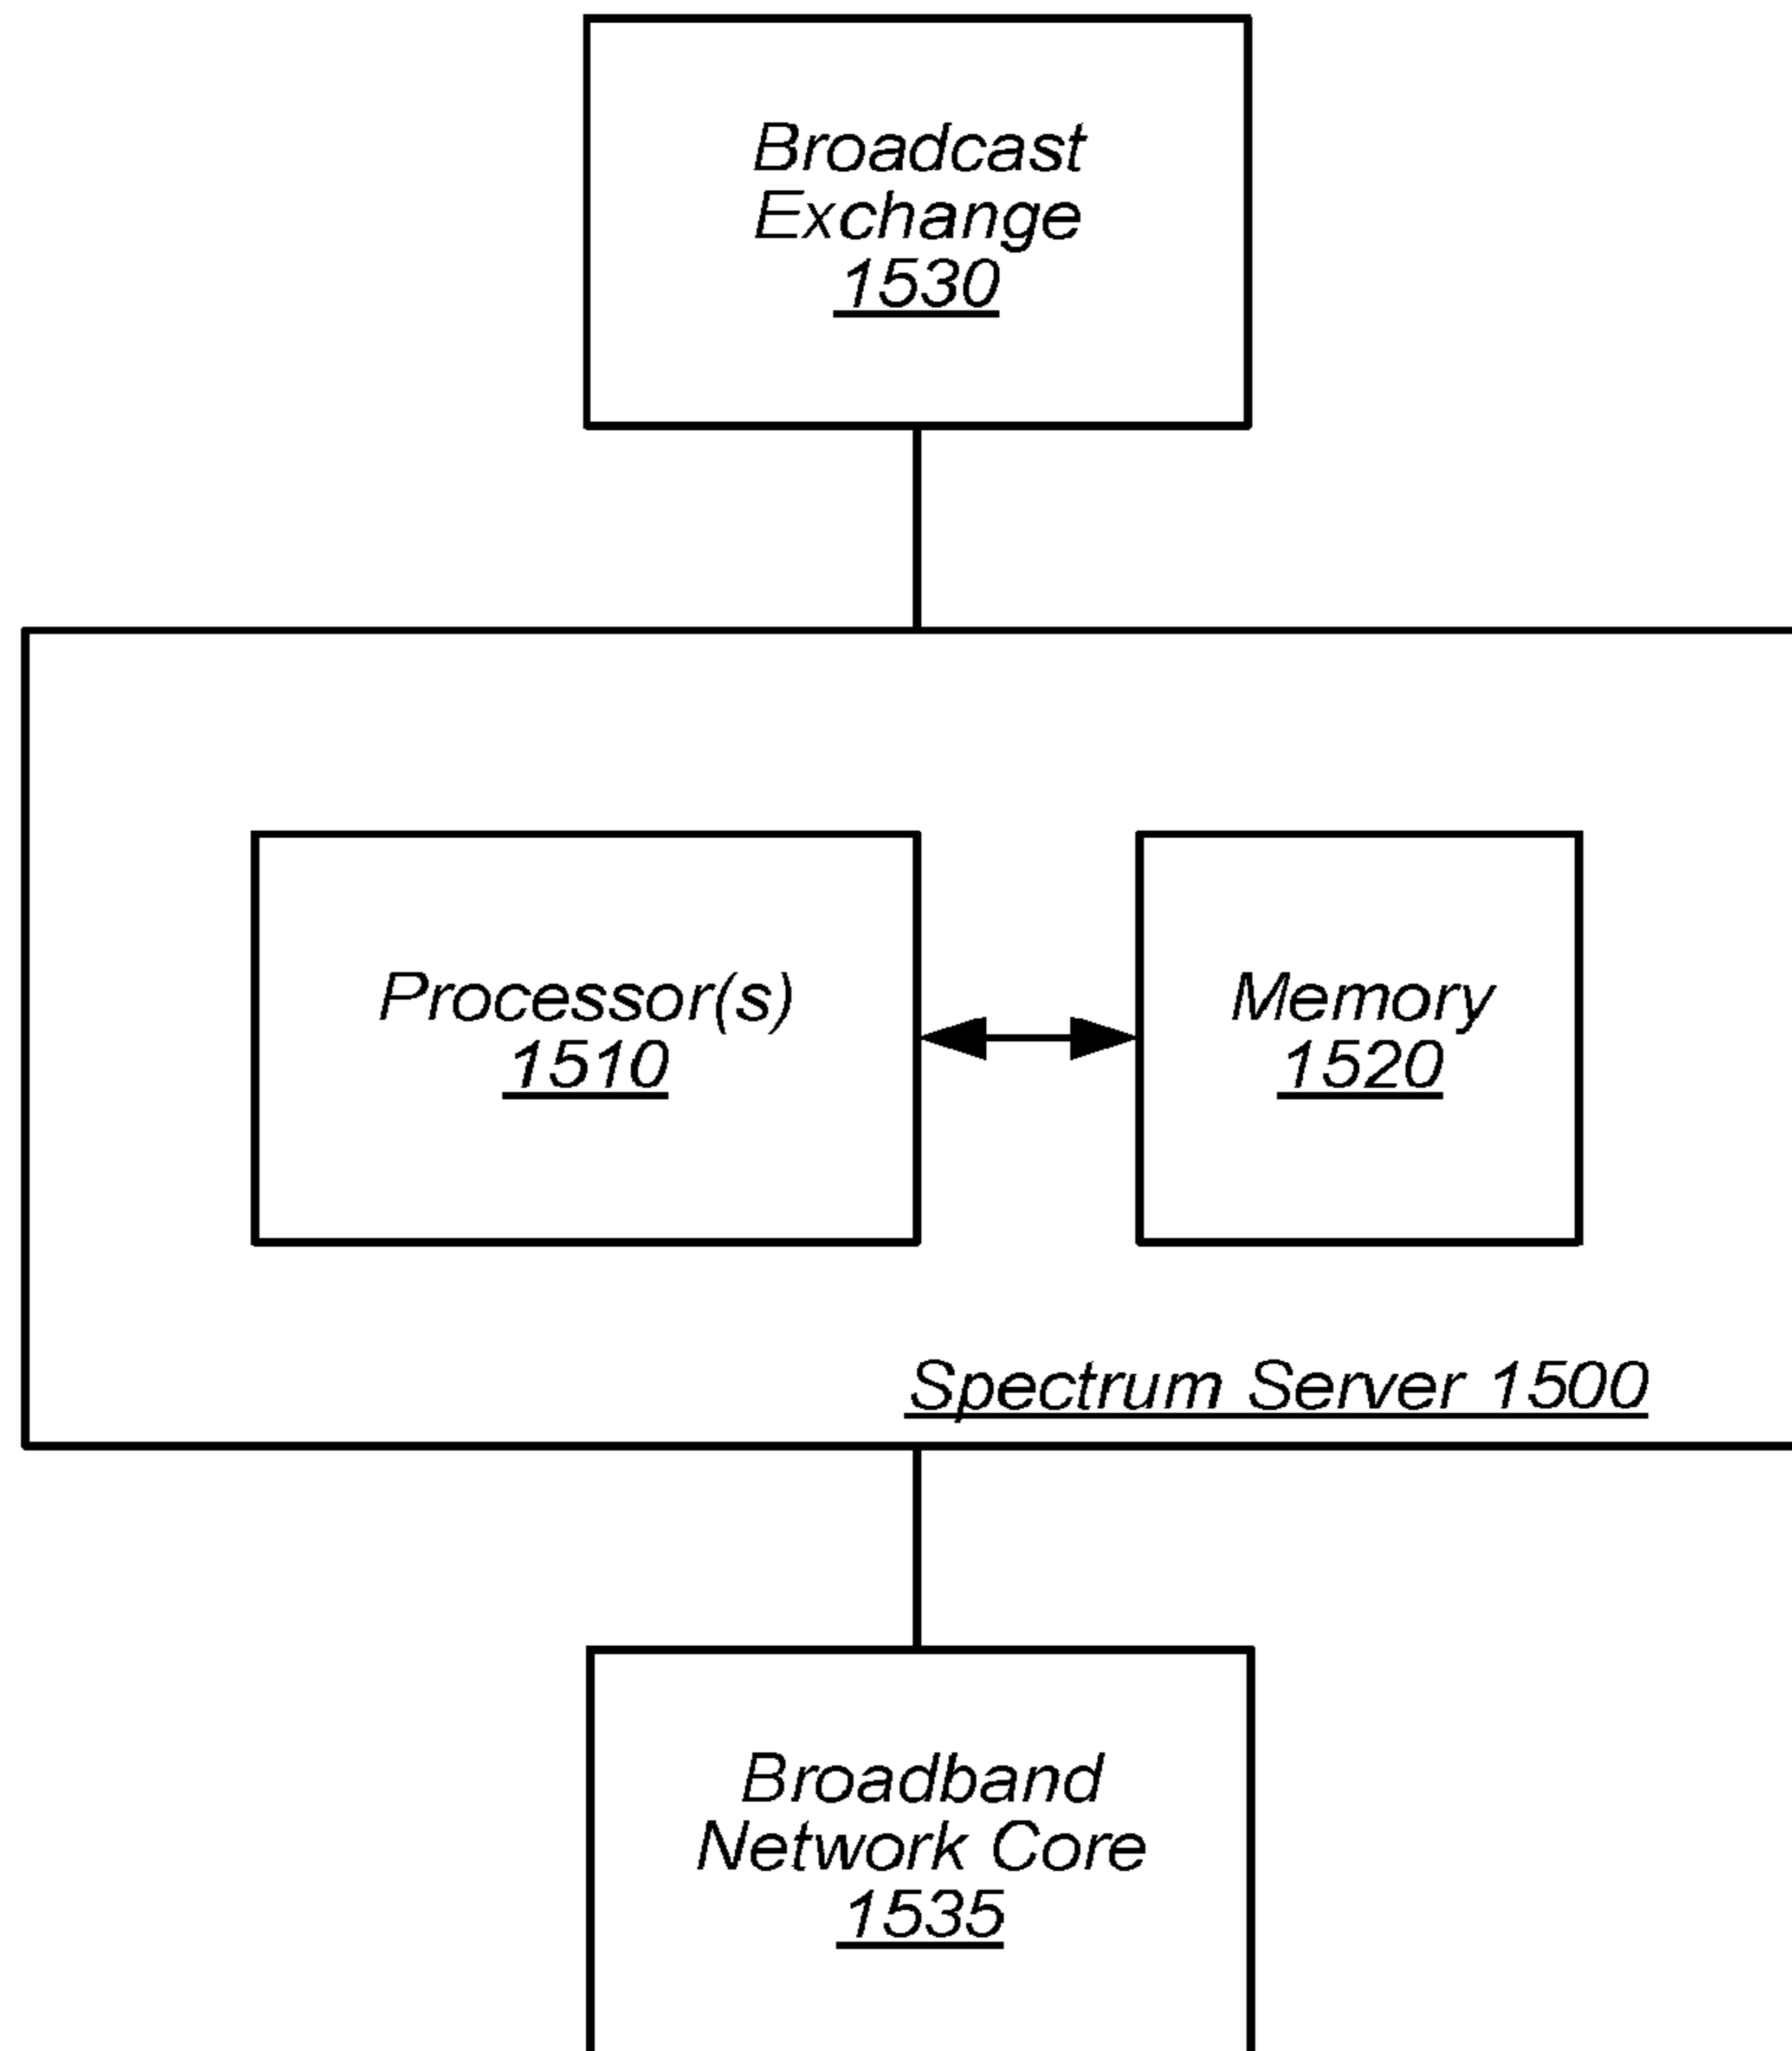 Broadcast
Exchange
1530
Processor(s)
1510
Memory
1520
Spectrum Server 1500
Broadband
Network Core
1535